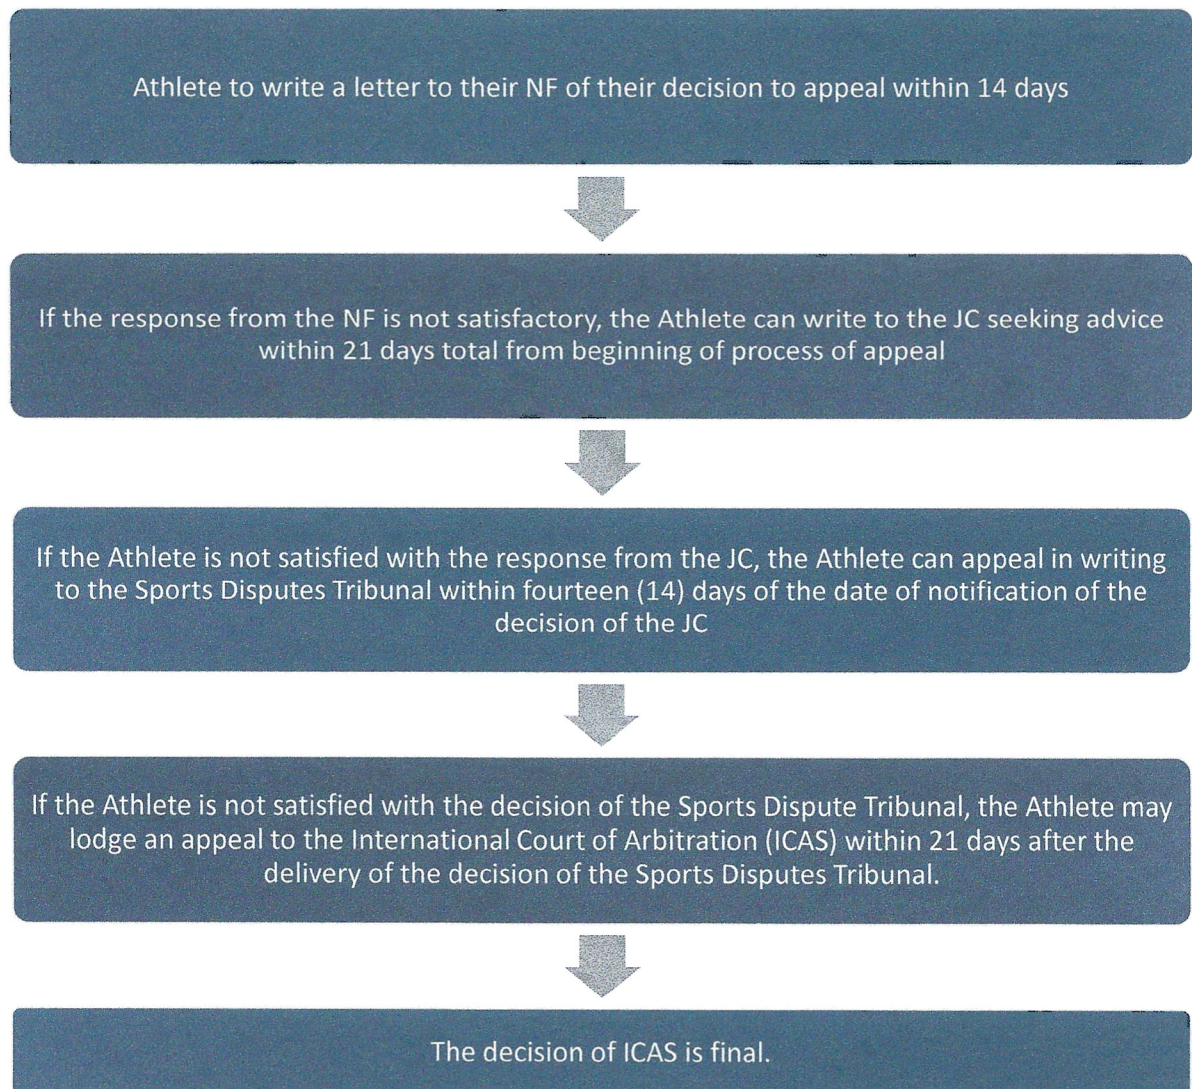 Athlete to write a letter to their NF of their decision to appeal within 14 days
If the response from the NF is not satisfactory, the Athlete can write to the JC seeking advice
within 21 days total from beginning of process of appeal
If the Athlete is not satisfied with the response from the JC, the Athlete can appeal in writing
to the Sports Disputes Tribunal within fourteen (14) days of the date of notification of the
decision of the JC
If the Athlete is not satisfied with the decision of the Sports Dispute Tribunal, the Athlete may
lodge an appeal to the International Court of Arbitration (ICAS) within 21 days after the
delivery of the decision of the Sports Disputes Tribunal.
The decision of ICAS is final.